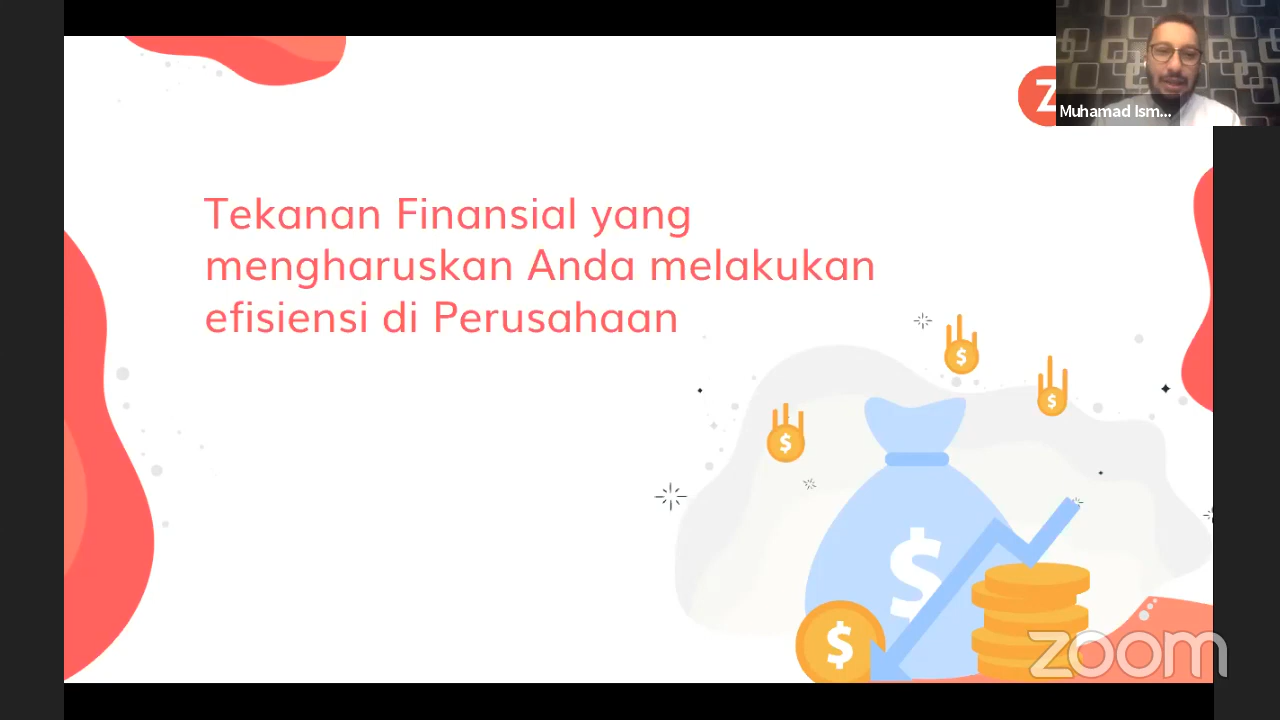 Z
Muhamad Ism...
Tekanan Finansial yang
mengharuskan Anda melakukan
efisiensi di Perusahaan
$
$
$
$
$
zoom